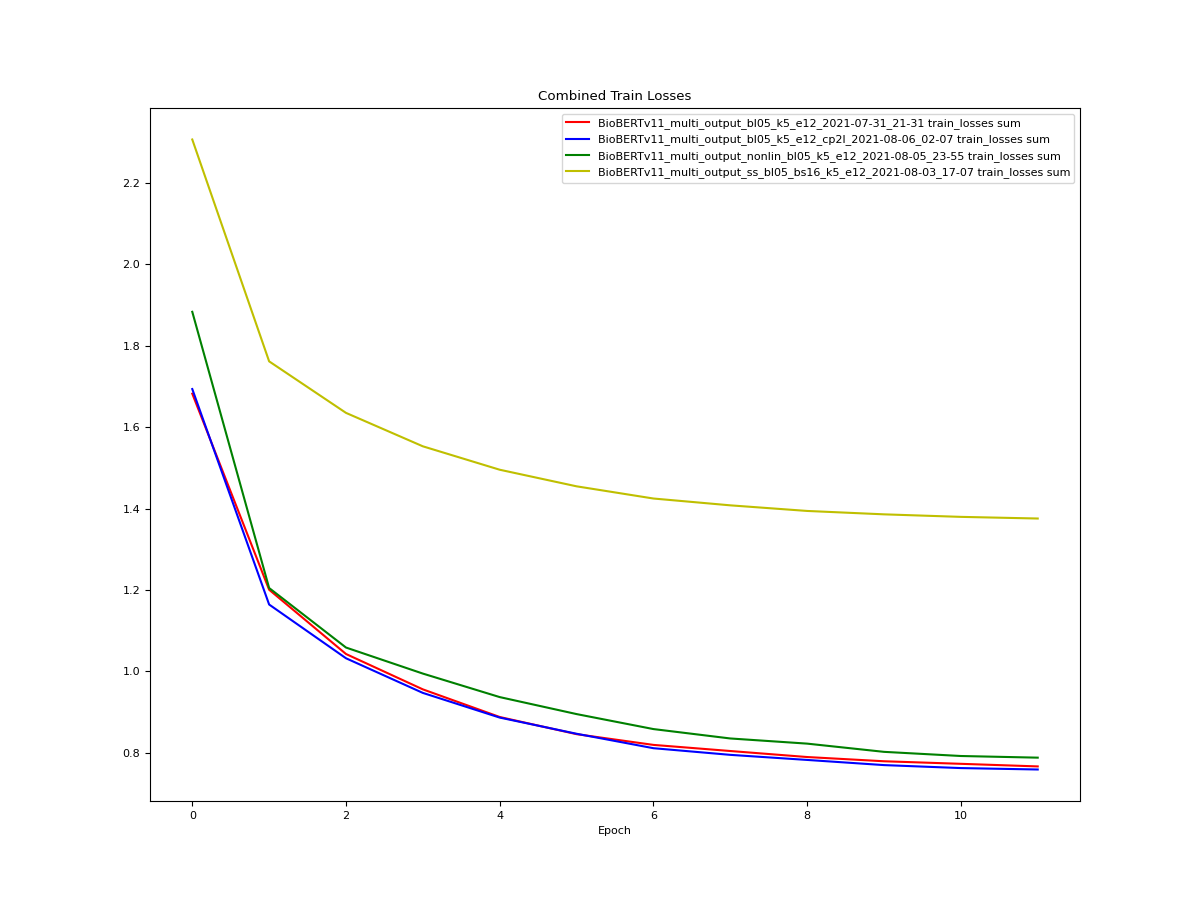 Combined Train Losses
BioBERTv11_multi_output_bl05_k5_e12_2021-07-31_21-31 train_losses sum
BioBERTv11_multi_output_bl05_k5_e12_cp2l_2021-08-06_02-07 train_losses sum
BioBERTv11_multi_output_nonlin_bl05_k5_e12_2021-08-05_23-55 train_losses sum
BioBERTv11_multi_output_ss_bl05_bs16_k5_e12_2021-08-03_17-07 train_losses sum
2.2
2.0
1.8
1.6
1.4
1.2
1.0
0.8
0 2 4 6 8 10
Epoch